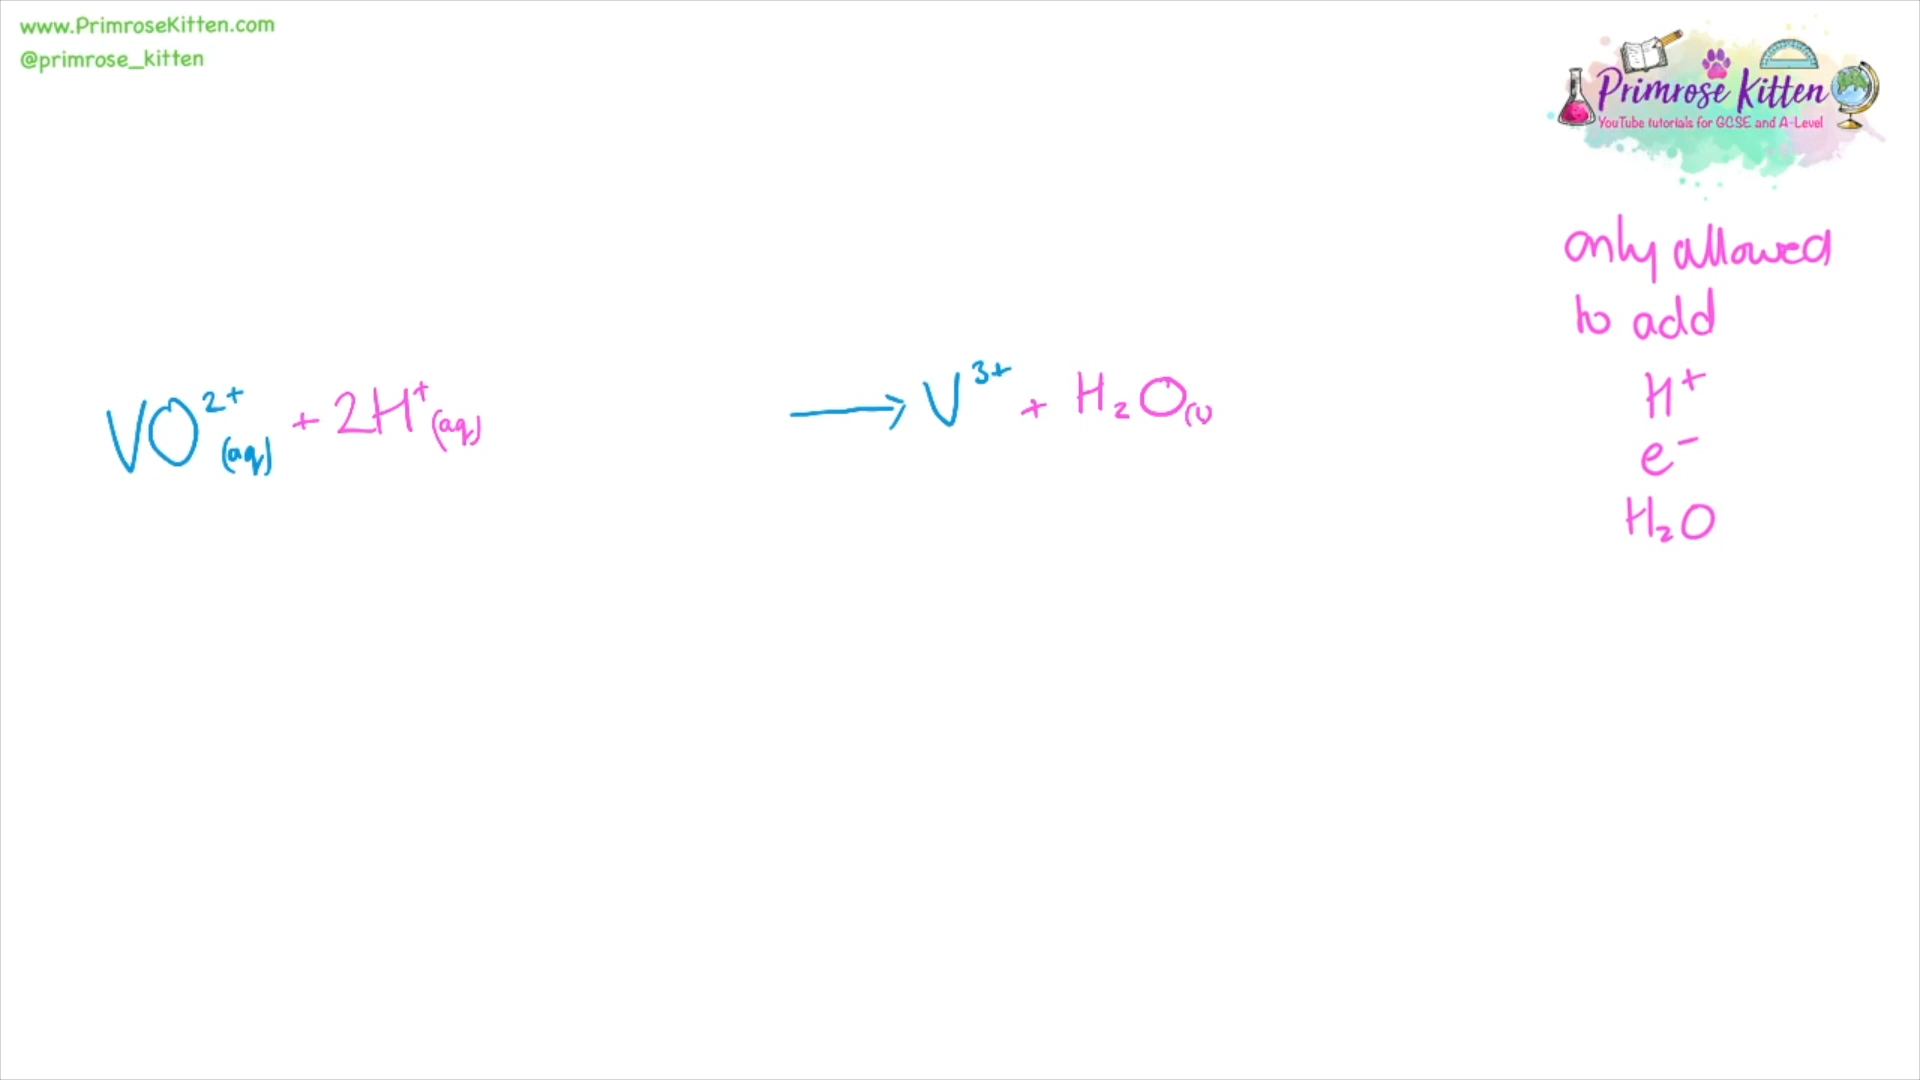 www.PrimroseKitten.com
@primrose_kitten
Primrose Kitten
YouTube tutorials for GCSE and A-Level
only allowed
to add
H⁺
e⁻
H₂O
VO²⁺(aq) + 2H⁺(aq) → V³⁺ + H₂O(l)